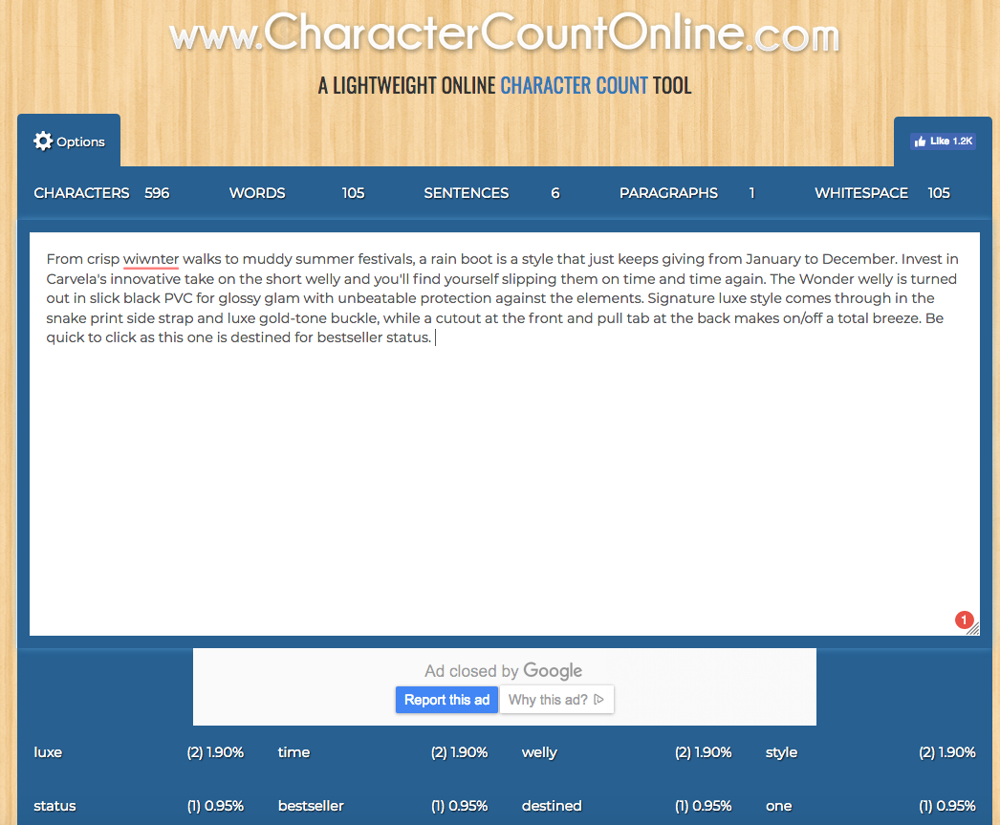 www.CharacterCountOnline.com
A LIGHTWEIGHT ONLINE CHARACTER COUNT TOOL
Options
Like 1.2K
CHARACTERS 596 WORDS 105 SENTENCES 6 PARAGRAPHS 1 WHITESPACE 105
From crisp wiwnter walks to muddy summer festivals, a rain boot is a style that just keeps giving from January to December. Invest in
Carvela's innovative take on the short welly and you'll find yourself slipping them on time and time again. The Wonder welly is turned
out in slick black PVC for glossy glam with unbeatable protection against the elements. Signature luxe style comes through in the
snake print side strap and luxe gold-tone buckle, while a cutout at the front and pull tab at the back makes on/off a total breeze. Be
quick to click as this one is destined for bestseller status.
1
Ad closed by Google
Report this ad Why this ad?
luxe (2) 1.90% time (2) 1.90% welly (2) 1.90% style (2) 1.90%
status (1) 0.95% bestseller (1) 0.95% destined (1) 0.95% one (1) 0.95%